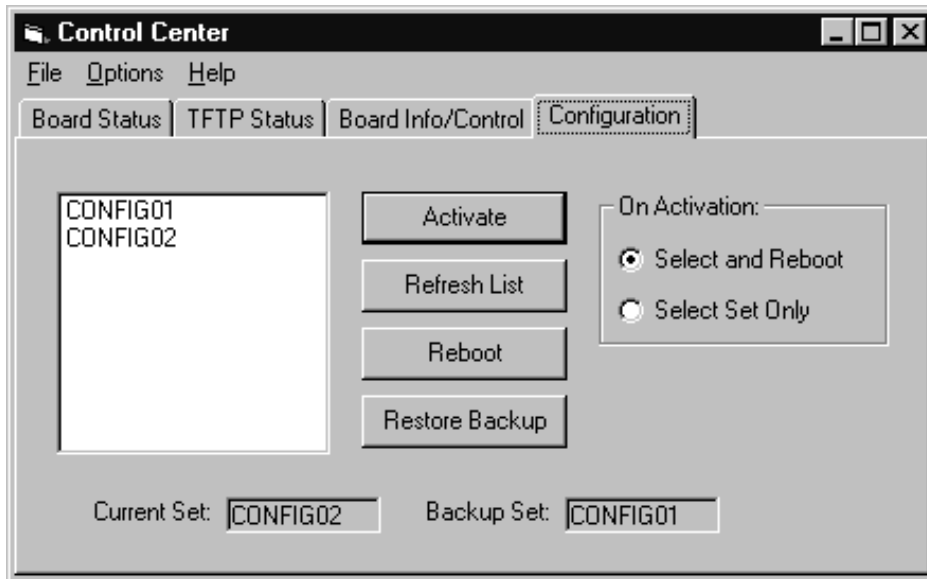 Control Center
File Options Help
Board Status TFTP Status Board Info/Control Configuration
CONFIG01
CONFIG02
Activate
Refresh List
Reboot
Restore Backup
On Activation:
Select and Reboot
Select Set Only
Current Set: CONFIG02 Backup Set: CONFIG01